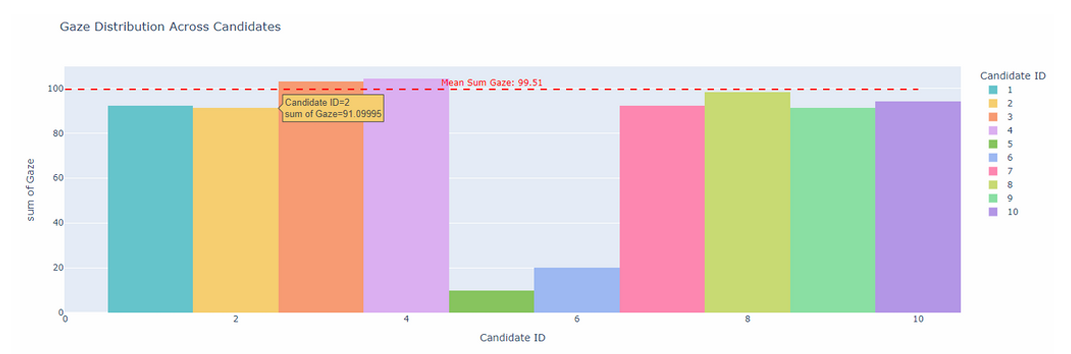 Gaze Distribution Across Candidates
Candidate ID
1
2
3
4
5
6
7
8
9
10
Mean Sum Gaze: 99.51
Candidate ID=2
sum of Gaze=91.09995
sum of Gaze
100
80
60
40
20
0
0 2 4 6 8 10
Candidate ID